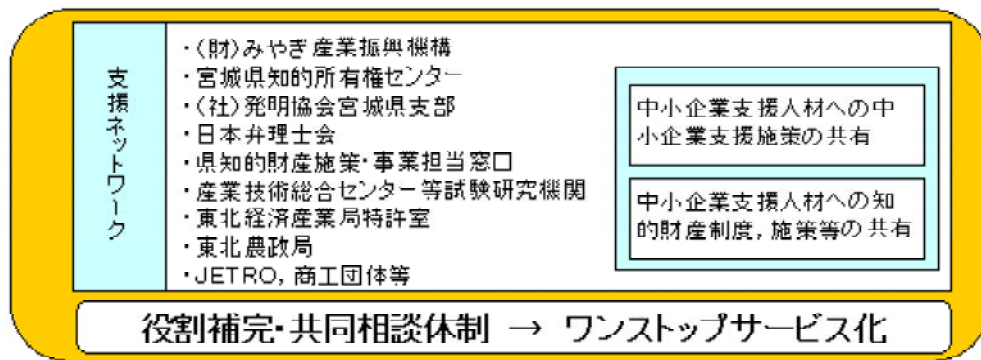 支援ネットワーク
・(財)みやぎ産業振興機構
・宮城県知的所有権センター
・(社)発明協会宮城県支部
・日本弁理士会
・県知的財産施策・事業担当窓口
・産業技術総合センター等試験研究機関
・東北経済産業局特許室
・東北農政局
・JETRO, 商工団体等
中小企業支援人材への中
小企業支援施策の共有
中小企業支援人材への知
的財産制度, 施策等の共有
役割補完・共同相談体制 → ワンストップサービス化